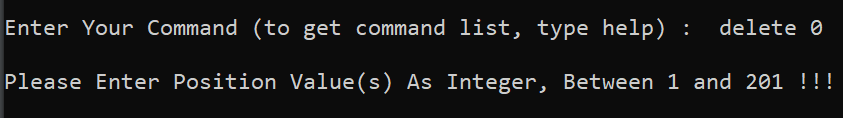 Enter Your Command (to get command list, type help) :  delete 0
Please Enter Position Value(s) As Integer, Between 1 and 201 !!!